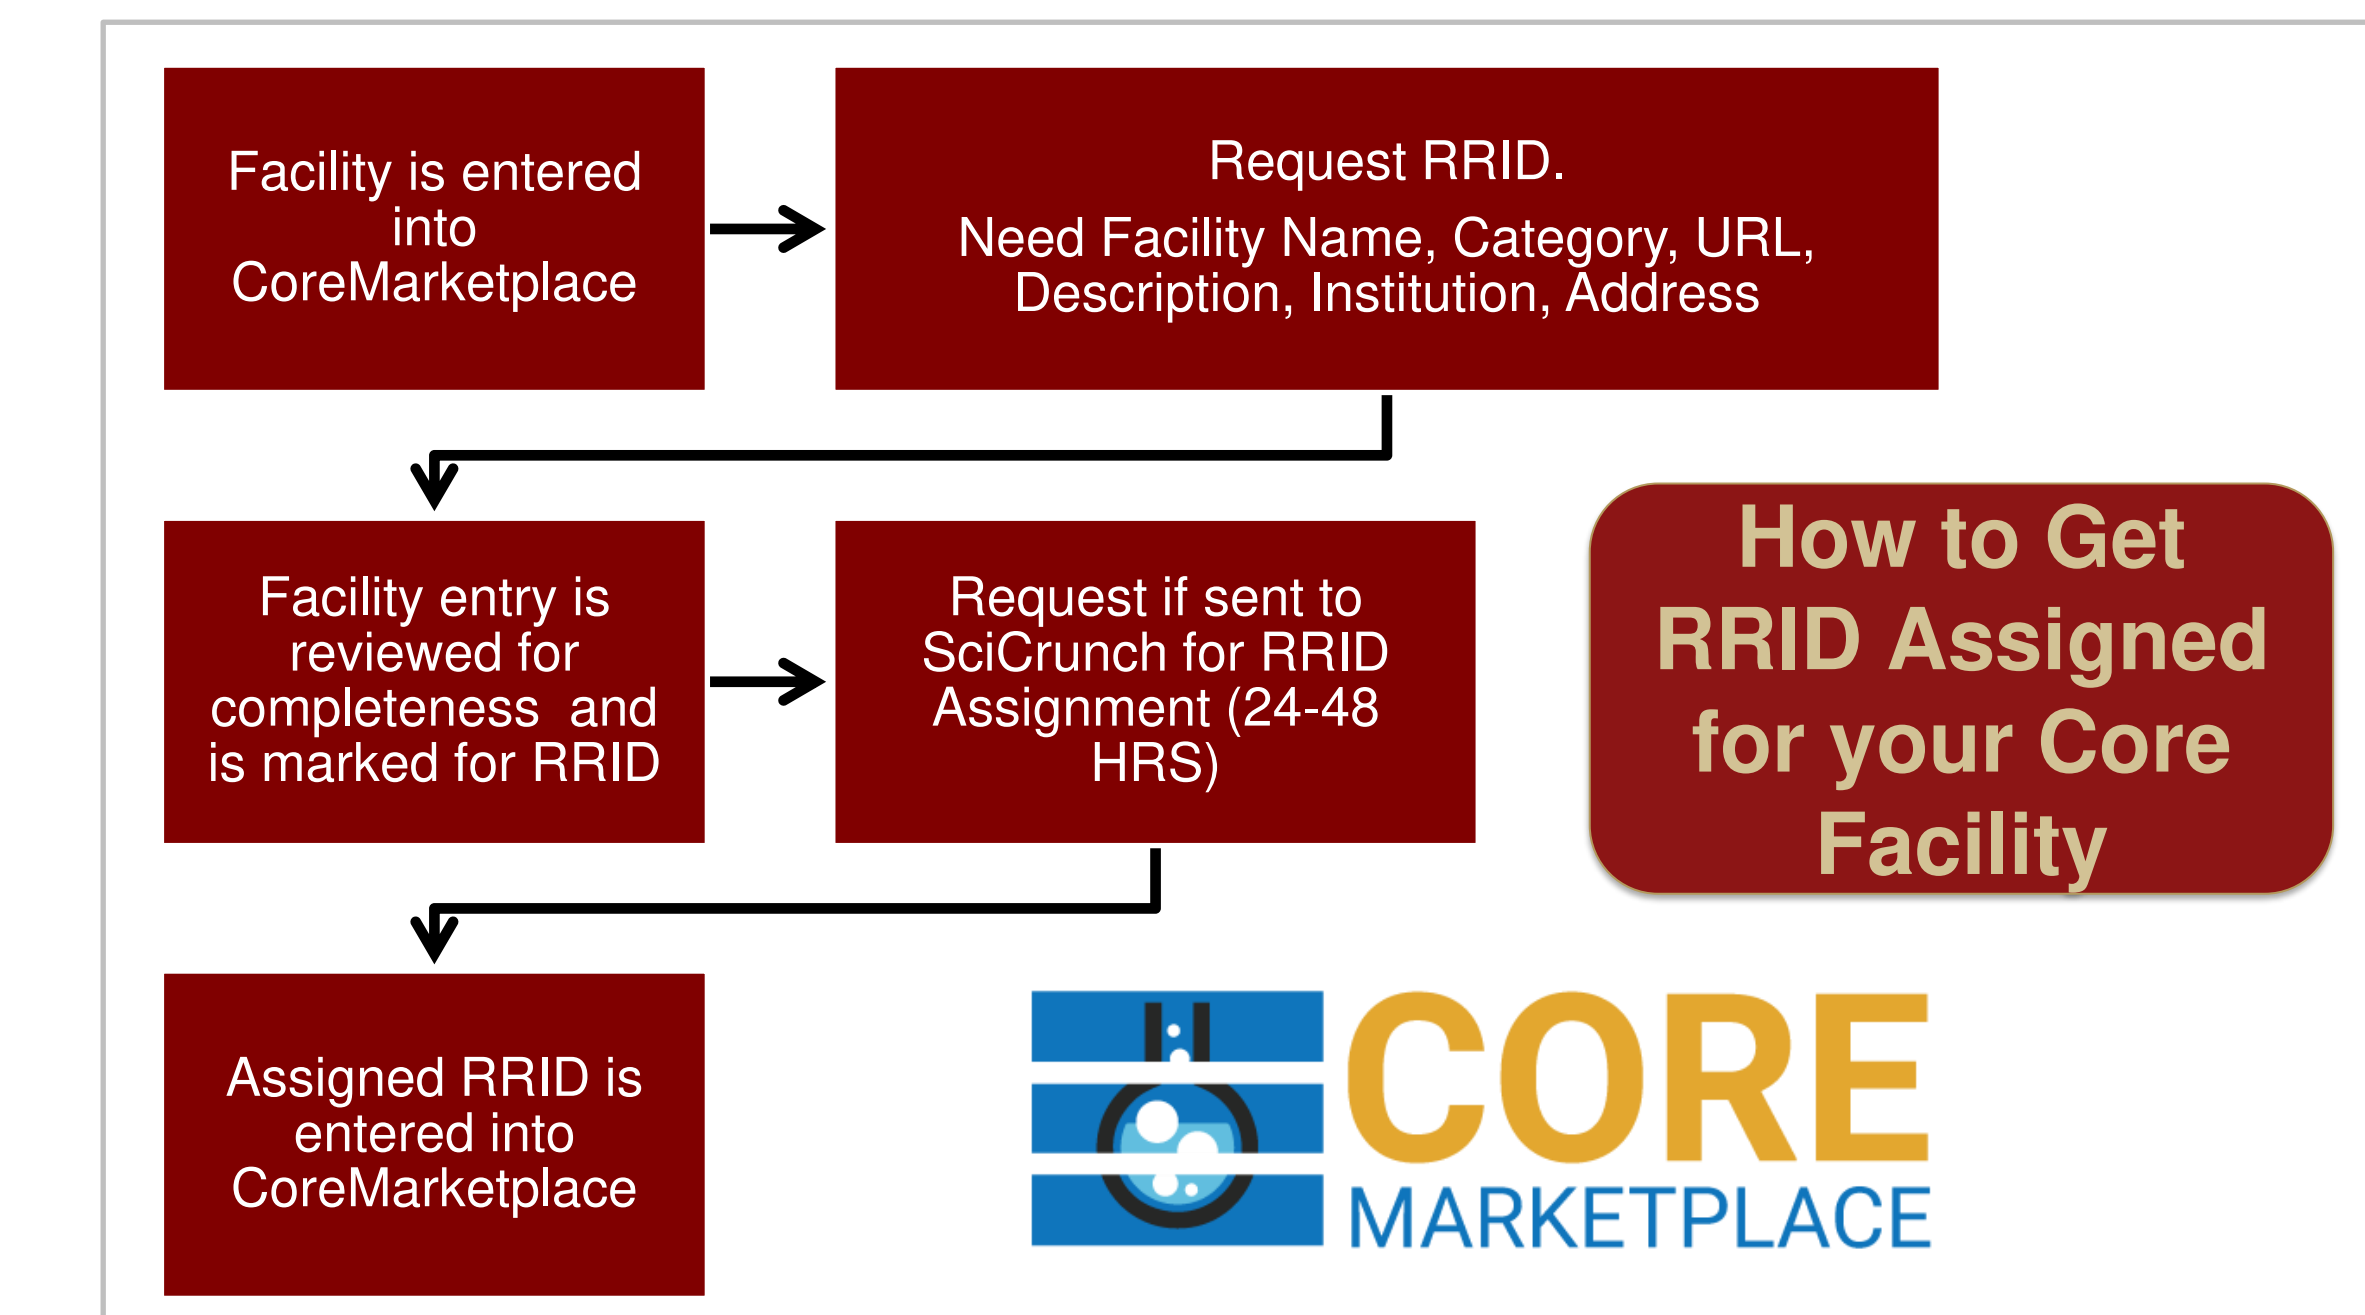 Facility is entered
into
CoreMarketplace
Request RRID.
Need Facility Name, Category, URL,
Description, Institution, Address
Facility entry is
reviewed for
completeness  and
is marked for RRID
Request if sent to
SciCrunch for RRID
Assignment (24-48
HRS)
How to Get
RRID Assigned
for your Core
Facility
Assigned RRID is
entered into
CoreMarketplace
CORE
MARKETPLACE